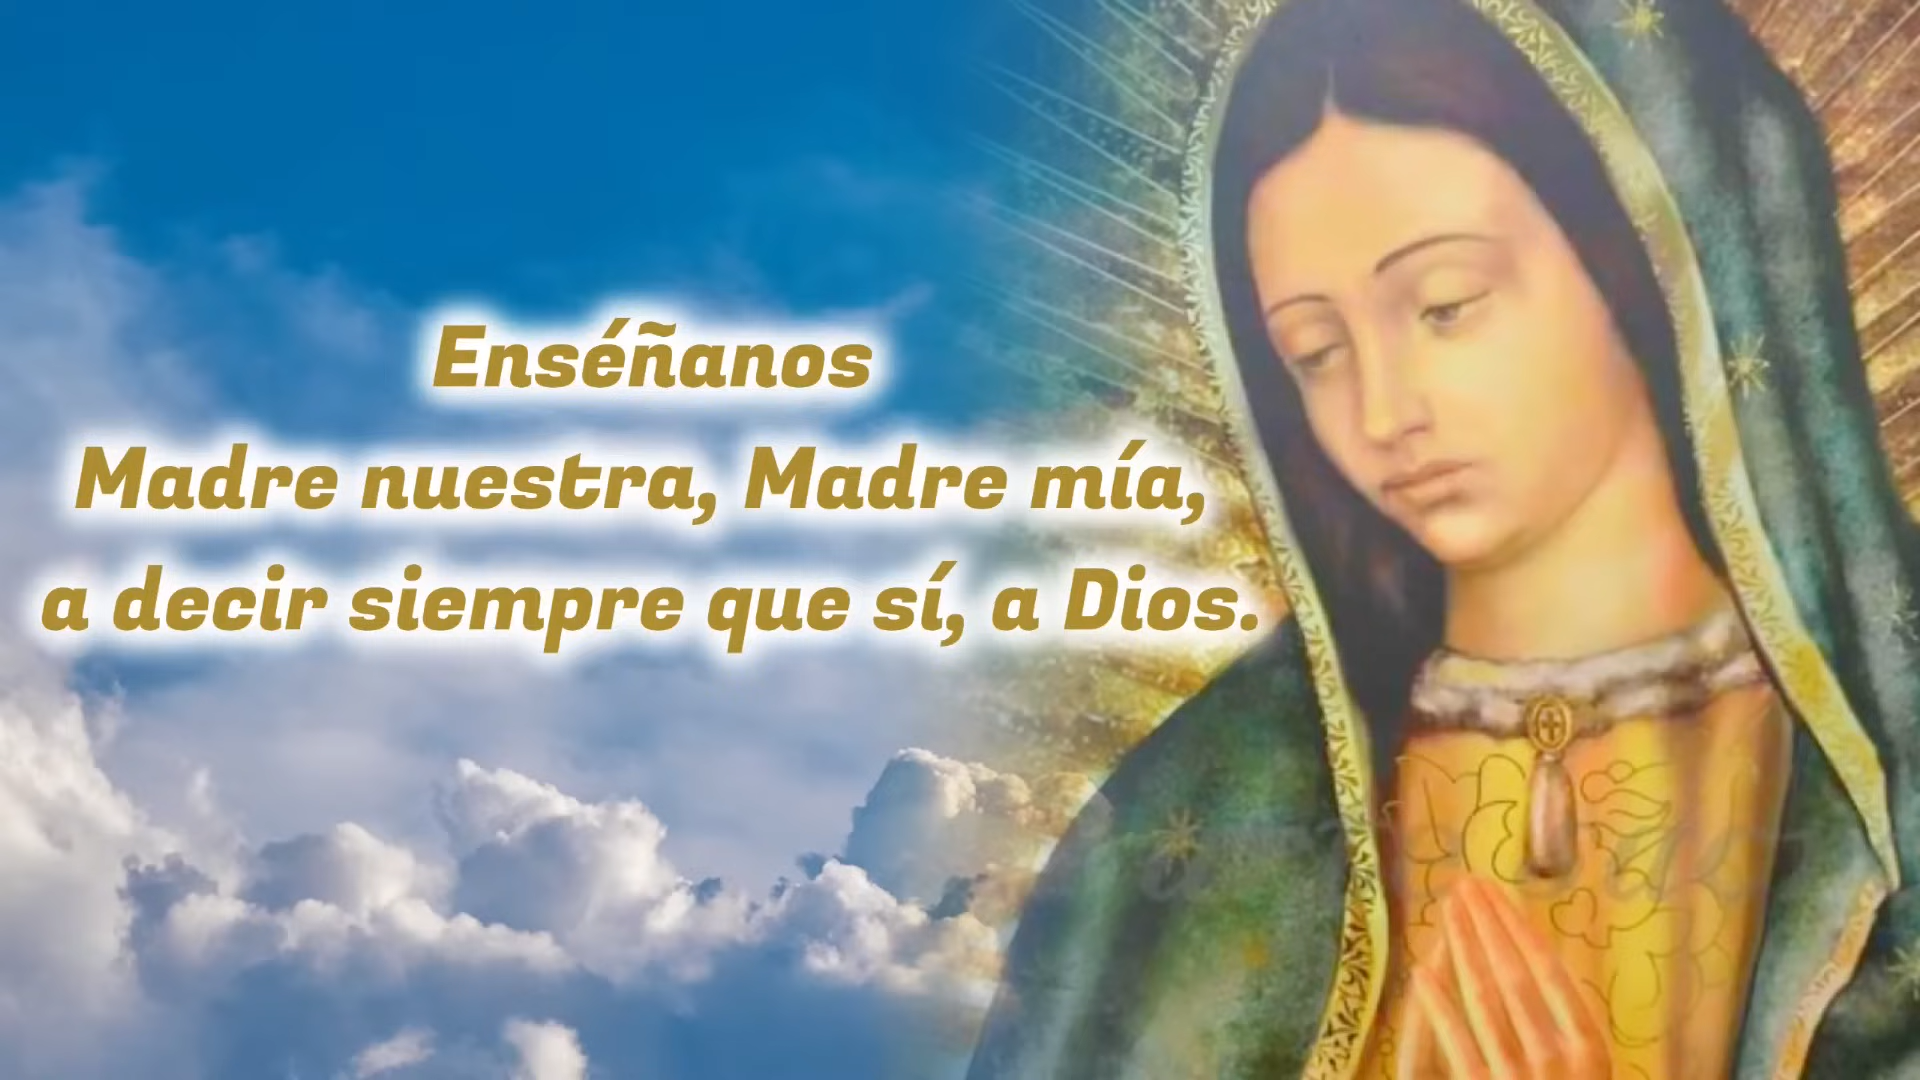 Enséñanos
Madre nuestra, Madre mía,
a decir siempre que sí, a Dios.